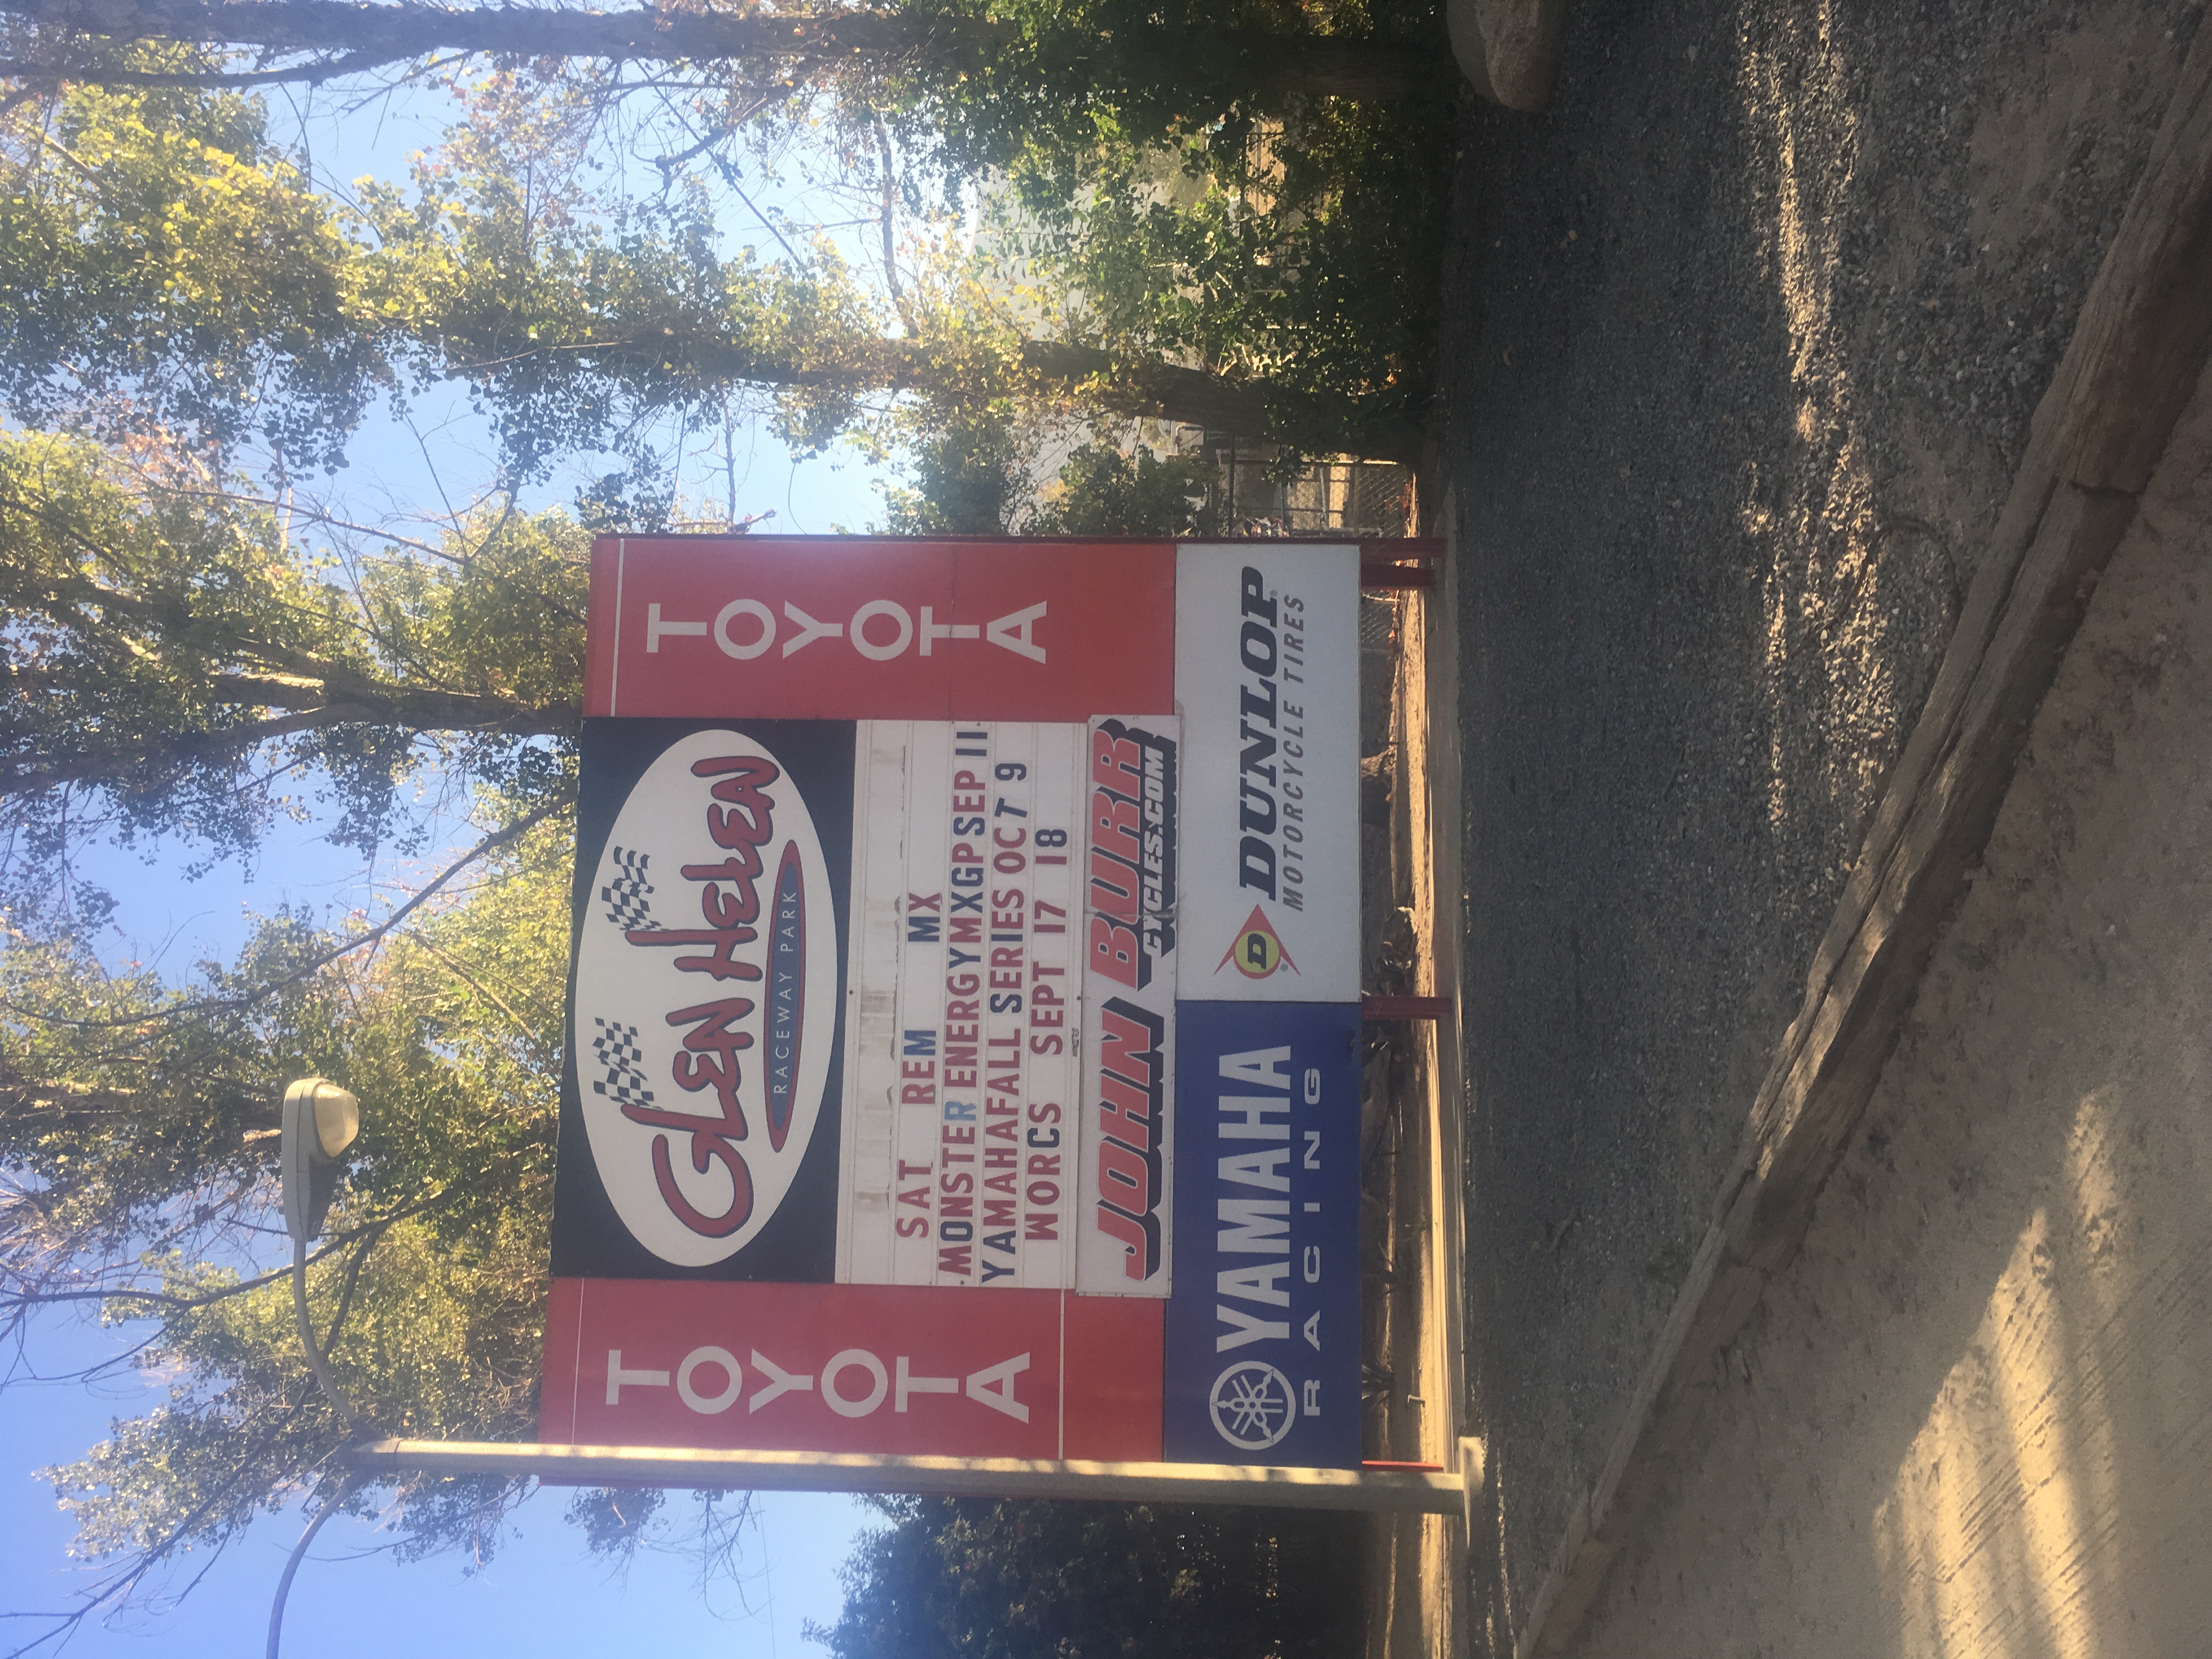 TOYOTA
GLEN HELEN
RACEWAY PARK
SAT REM MX
MONSTER ENERGY MXGP SEP 11
YAMAHA FALL SERIES OCT 9
WORCS SEPT 17 18
JOHN BURR
CYCLES.COM
TOYOTA
YAMAHA
RACING
D DUNLOP
MOTORCYCLE TIRES